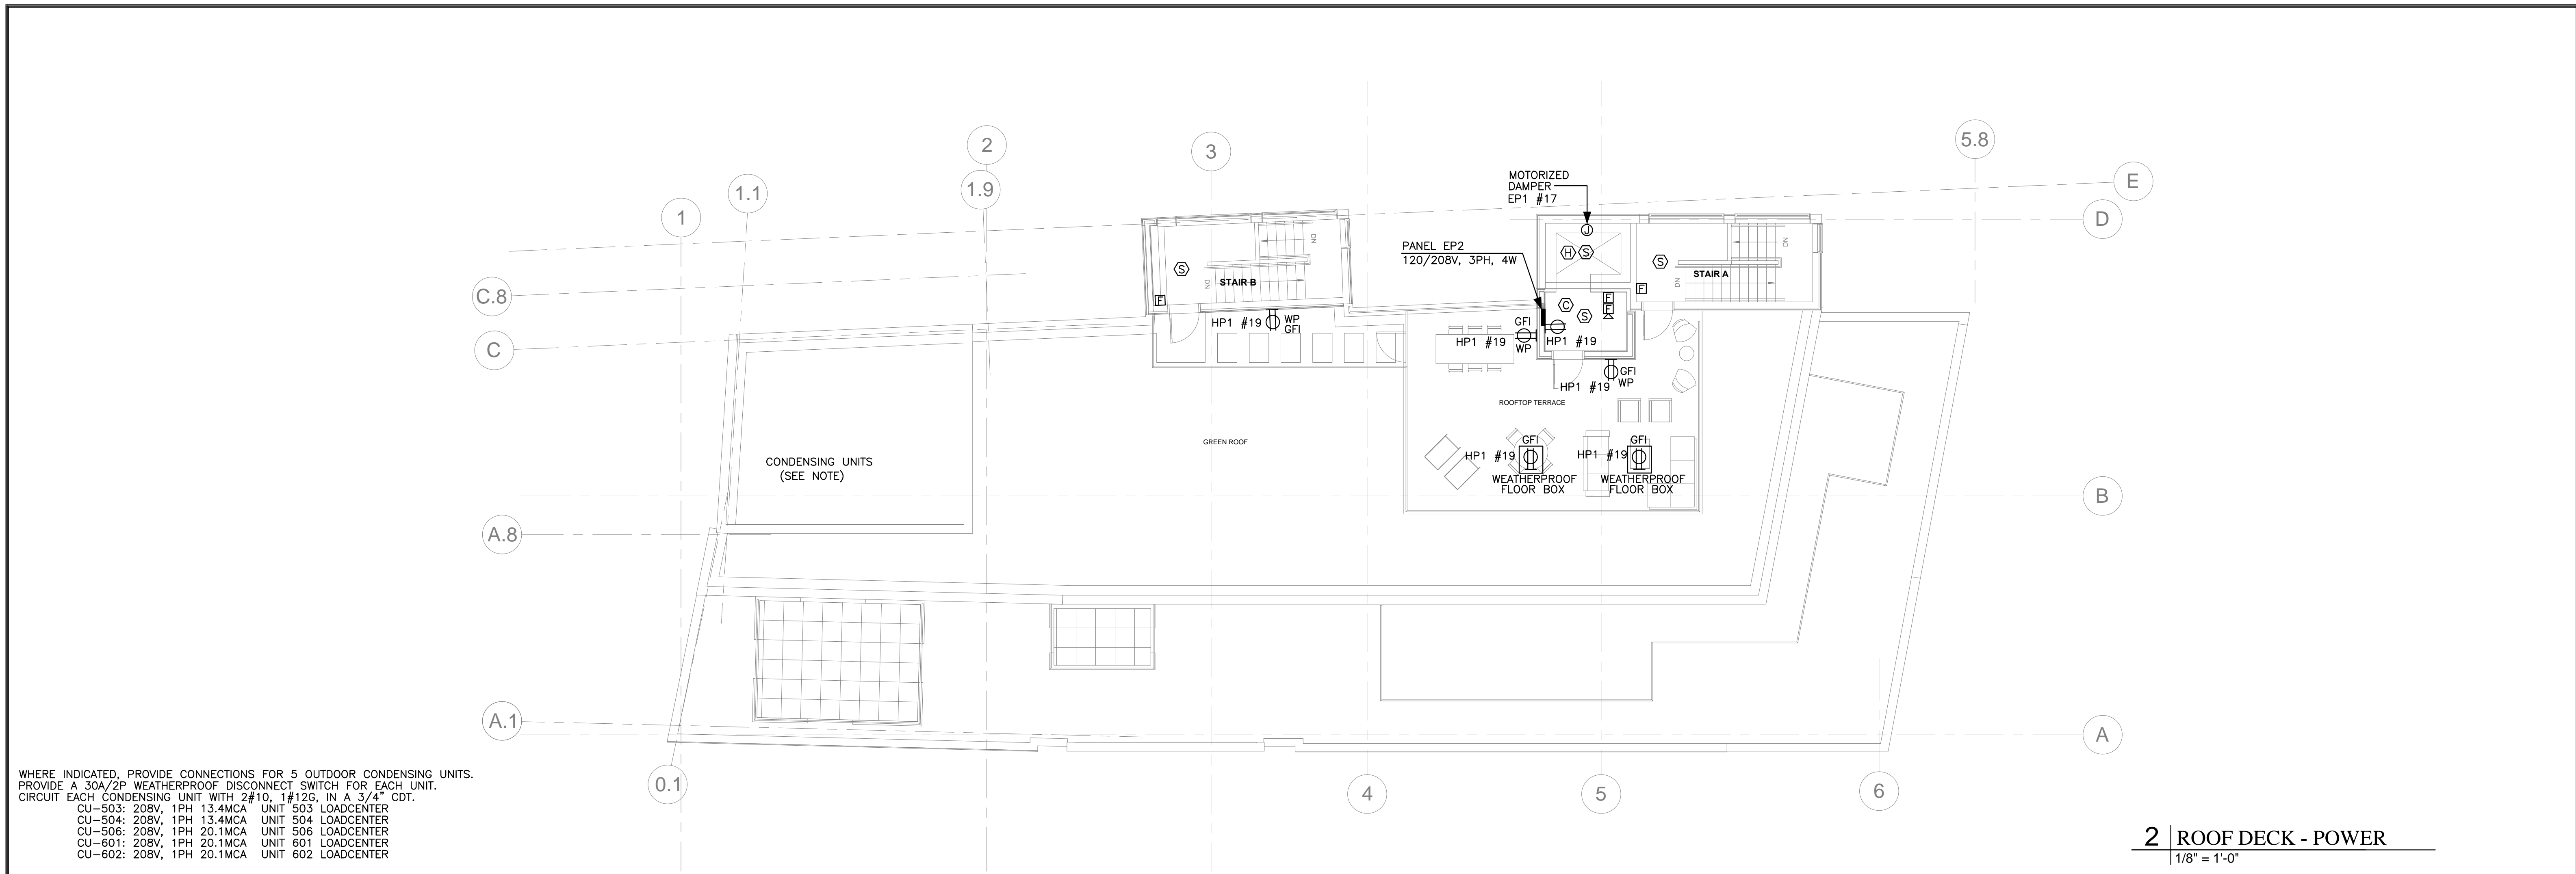 2
3
5.8
1.1
1.9
1
E
D
C.8
C
A.8
B
A.1
A
0.1
4
5
6
MOTORIZED
DAMPER
EP1 #17
J
PANEL EP2
120/208V, 3PH, 4W
H S
S
STAIR A
DN
DN
F
S
STAIR B
DN
DN
F
C
S
F
F
HP1 #19
WP
GFI
GFI
WP
HP1 #19
HP1 #19
GFI
WP
HP1 #19
ROOFTOP TERRACE
GREEN ROOF
CONDENSING UNITS
(SEE NOTE)
GFI
HP1 #19
WEATHERPROOF
FLOOR BOX
GFI
HP1 #19
WEATHERPROOF
FLOOR BOX
WHERE INDICATED, PROVIDE CONNECTIONS FOR 5 OUTDOOR CONDENSING UNITS.
PROVIDE A 30A/2P WEATHERPROOF DISCONNECT SWITCH FOR EACH UNIT.
CIRCUIT EACH CONDENSING UNIT WITH 2#10, 1#12G, IN A 3/4" CDT.
CU-503: 208V, 1PH 13.4MCA UNIT 503 LOADCENTER
CU-504: 208V, 1PH 13.4MCA UNIT 504 LOADCENTER
CU-506: 208V, 1PH 20.1MCA UNIT 506 LOADCENTER
CU-601: 208V, 1PH 20.1MCA UNIT 601 LOADCENTER
CU-602: 208V, 1PH 20.1MCA UNIT 602 LOADCENTER
2 ROOF DECK - POWER
1/8" = 1'-0"